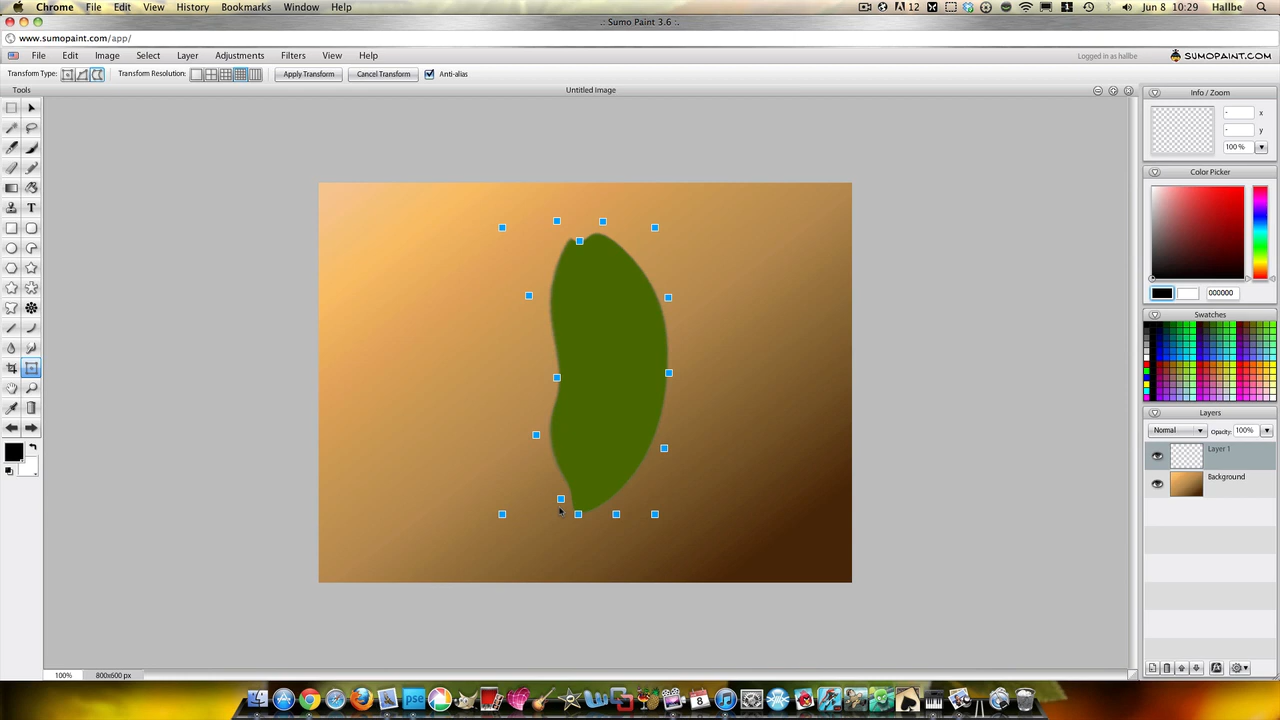 Chrome File Edit View History Bookmarks Window Help 12 Jun 8 10:29 Hallbe
.: Sumo Paint 3.6 :.
www.sumopaint.com/app/
File Edit Image Select Layer Adjustments Filters View Help Logged in as hallbe SUMOPAINT.COM
Transform Type: Transform Resolution: Apply Transform Cancel Transform Anti-alias
Tools Untitled Image Info / Zoom
- x
- y
100 %
Color Picker
000000
Swatches
Layers
Normal Opacity: 100%
Layer 1
Background
T
100% 800x600 px
pse
8